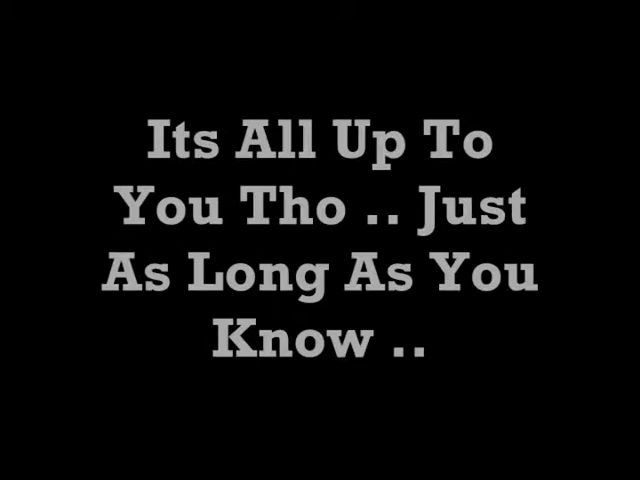 Its All Up To
You Tho .. Just
As Long As You
Know ..